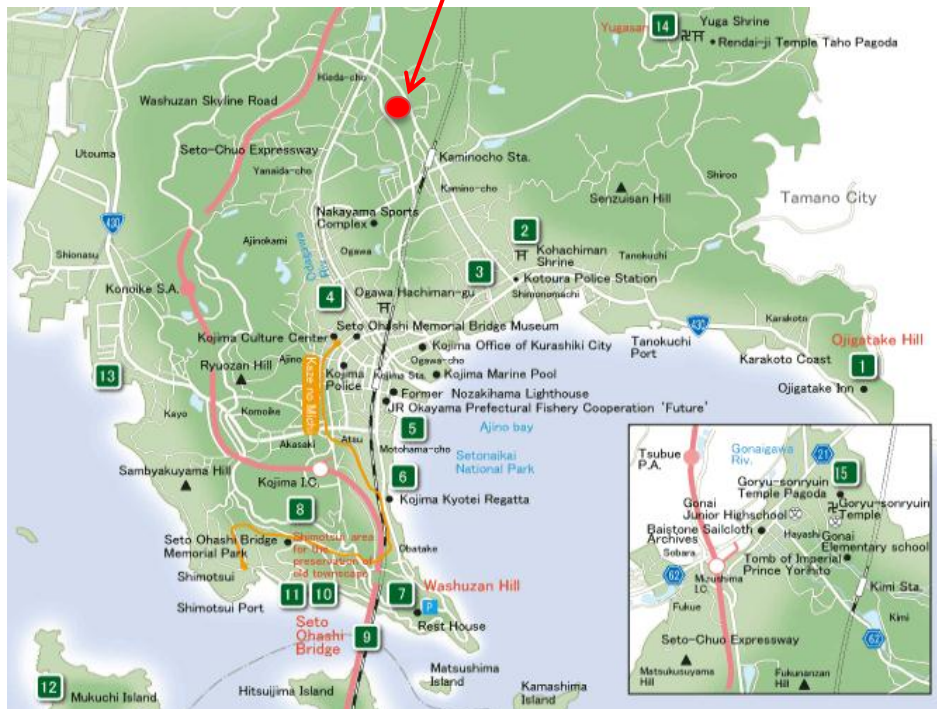 Yugasan
14
Yuga Shrine
Rendai-ji Temple Taho Pagoda
Hieda-cho
Washuzan Skyline Road
Utouma
Seto-Chuo Expressway
Kaminocho Sta.
Yanaida-cho
Kamino-cho
Shiroo
Senzuisan Hill
Tamano City
430
Nakayama Sports
Complex
Shionasu
Ajinokami
Ogawa
Odagawa
Riv.
2
Kohachiman
Shrine
Tanokuchi
3
Kotoura Police Station
Shimonomachi
Konoike S.A.
4
Ogawa Hachiman-gu
430
Karakoto
Tanokuchi
Port
Ojigatake Hill
Kojima Culture Center
Seto Ohashi Memorial Bridge Museum
Kojima Office of Kurashiki City
Karakoto Coast
1
Ojigatake Inn
Ryuozan Hill
Ajino
Kaze no Michi
Kojima
Police
Kojima Sta.
Ogawa-cho
Kojima Marine Pool
13
Former Nozakihama Lighthouse
JR Okayama Prefectural Fishery Cooperation 'Future'
Kayo
Komoike
5
Ajino bay
Akasaki
Atsu
Motohama-cho
Setonaikai
National Park
Sambyakuyama Hill
Kojima I.C.
6
Kojima Kyotei Regatta
8
Seto Ohashi Bridge
Memorial Park
Shimotsui area
for the
preservation of
old townscape
Obatake
Shimotsui
11
10
7
Washuzan Hill
P
Shimotsui Port
Rest House
Seto
Ohashi
Bridge
9
Matsushima
Island
12
Mukuchi Island
Hitsuijima Island
Kamashima
Island
Tsubue
P.A.
Gonaigawa
Riv.
21
15
Goryu-sonryuin
Temple Pagoda
Gonai
Junior Highschool
Goryu-sonryuin
Temple
Baistone Sailcloth
Archives
Hayashi
Gonai
Elementary school
Sobara
Tomb of Imperial
Prince Yorihito
62
Mizushima
I.C.
Kimi Sta.
Fukue
Kimi
62
Seto-Chuo Expressway
Matsukusuyama
Hill
Fukunanzan
Hill